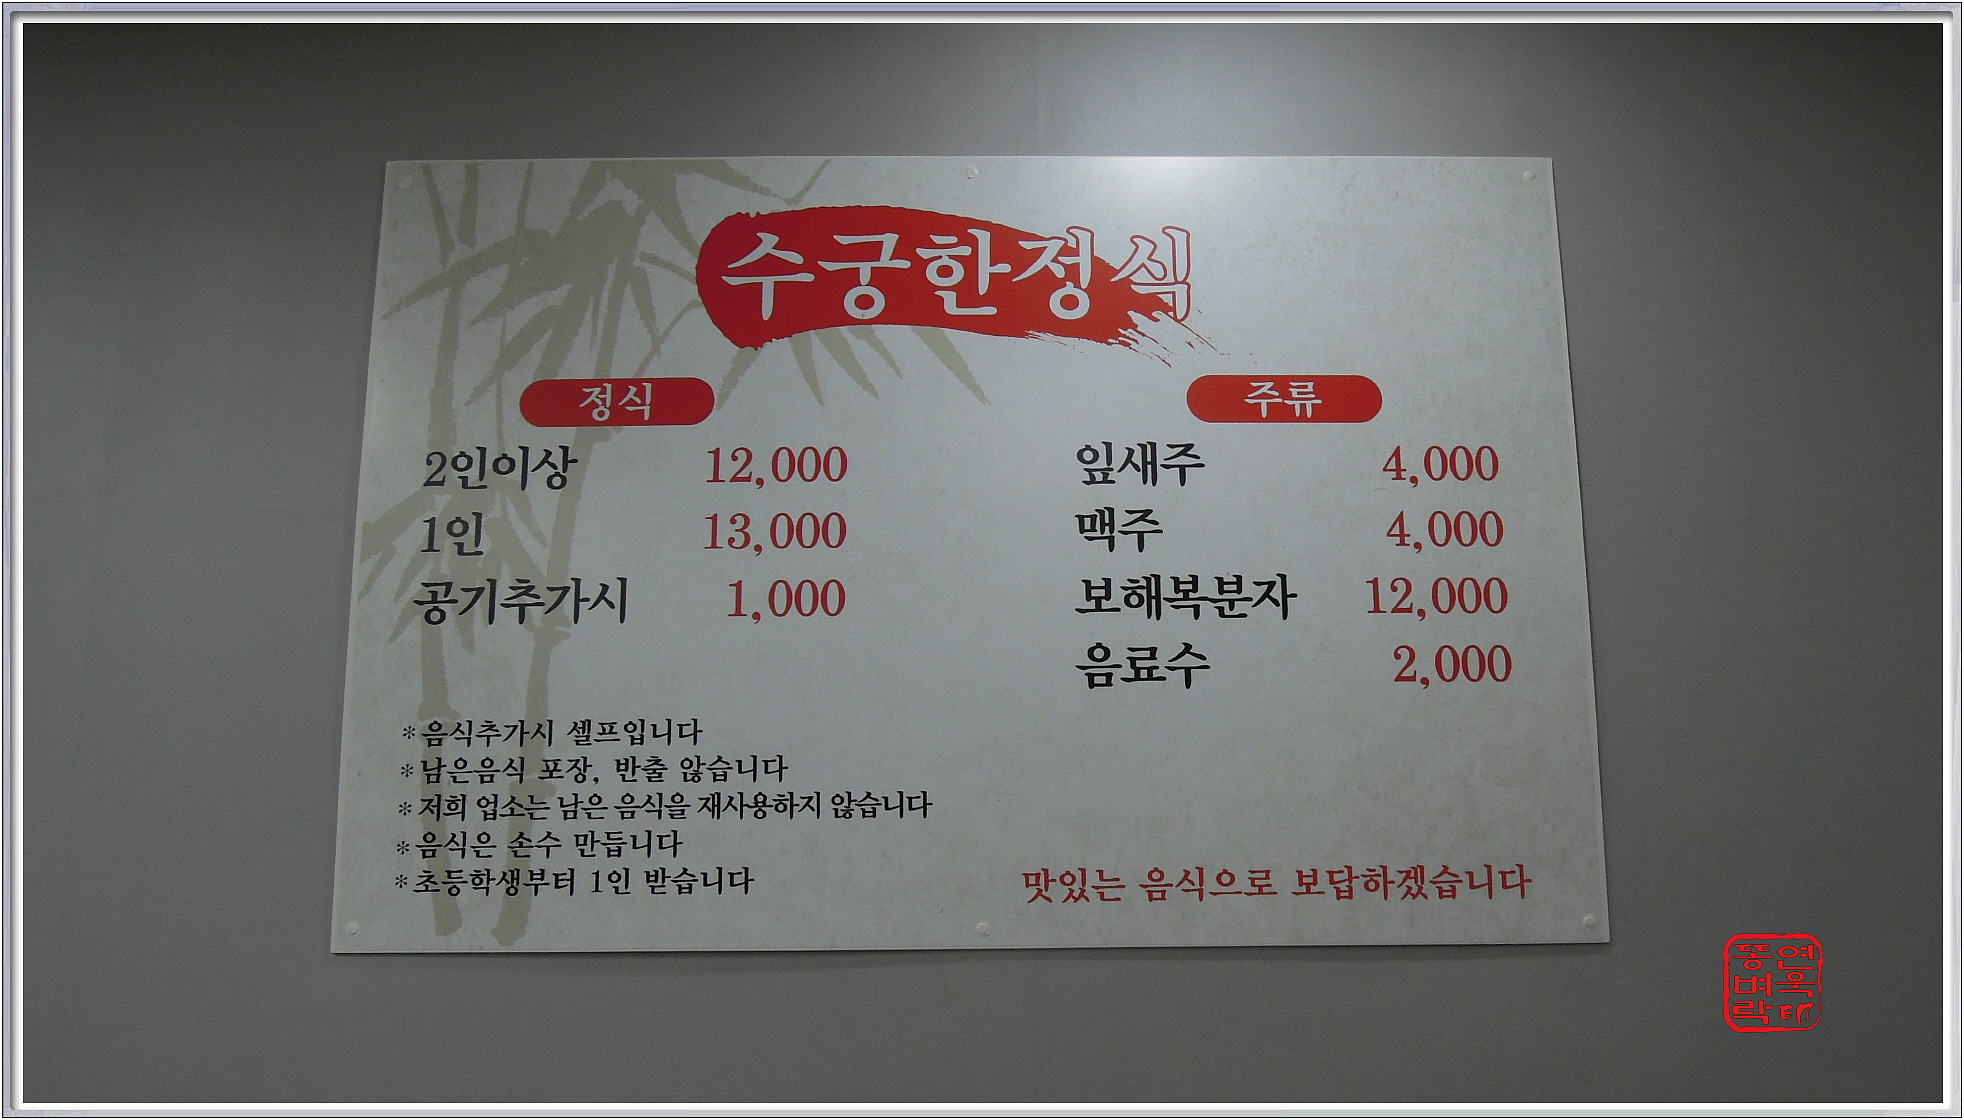 수궁한정식
정식
2인이상 12,000
1인 13,000
공기추가시 1,000
주류
잎새주 4,000
맥주 4,000
보해복분자 12,000
음료수 2,000
*음식추가시 셀프입니다
*남은음식 포장, 반출 않습니다
*저희 업소는 남은 음식을 재사용하지 않습니다
*음식은 손수 만듭니다
*초등학생부터 1인 받습니다
맛있는 음식으로 보답하겠습니다